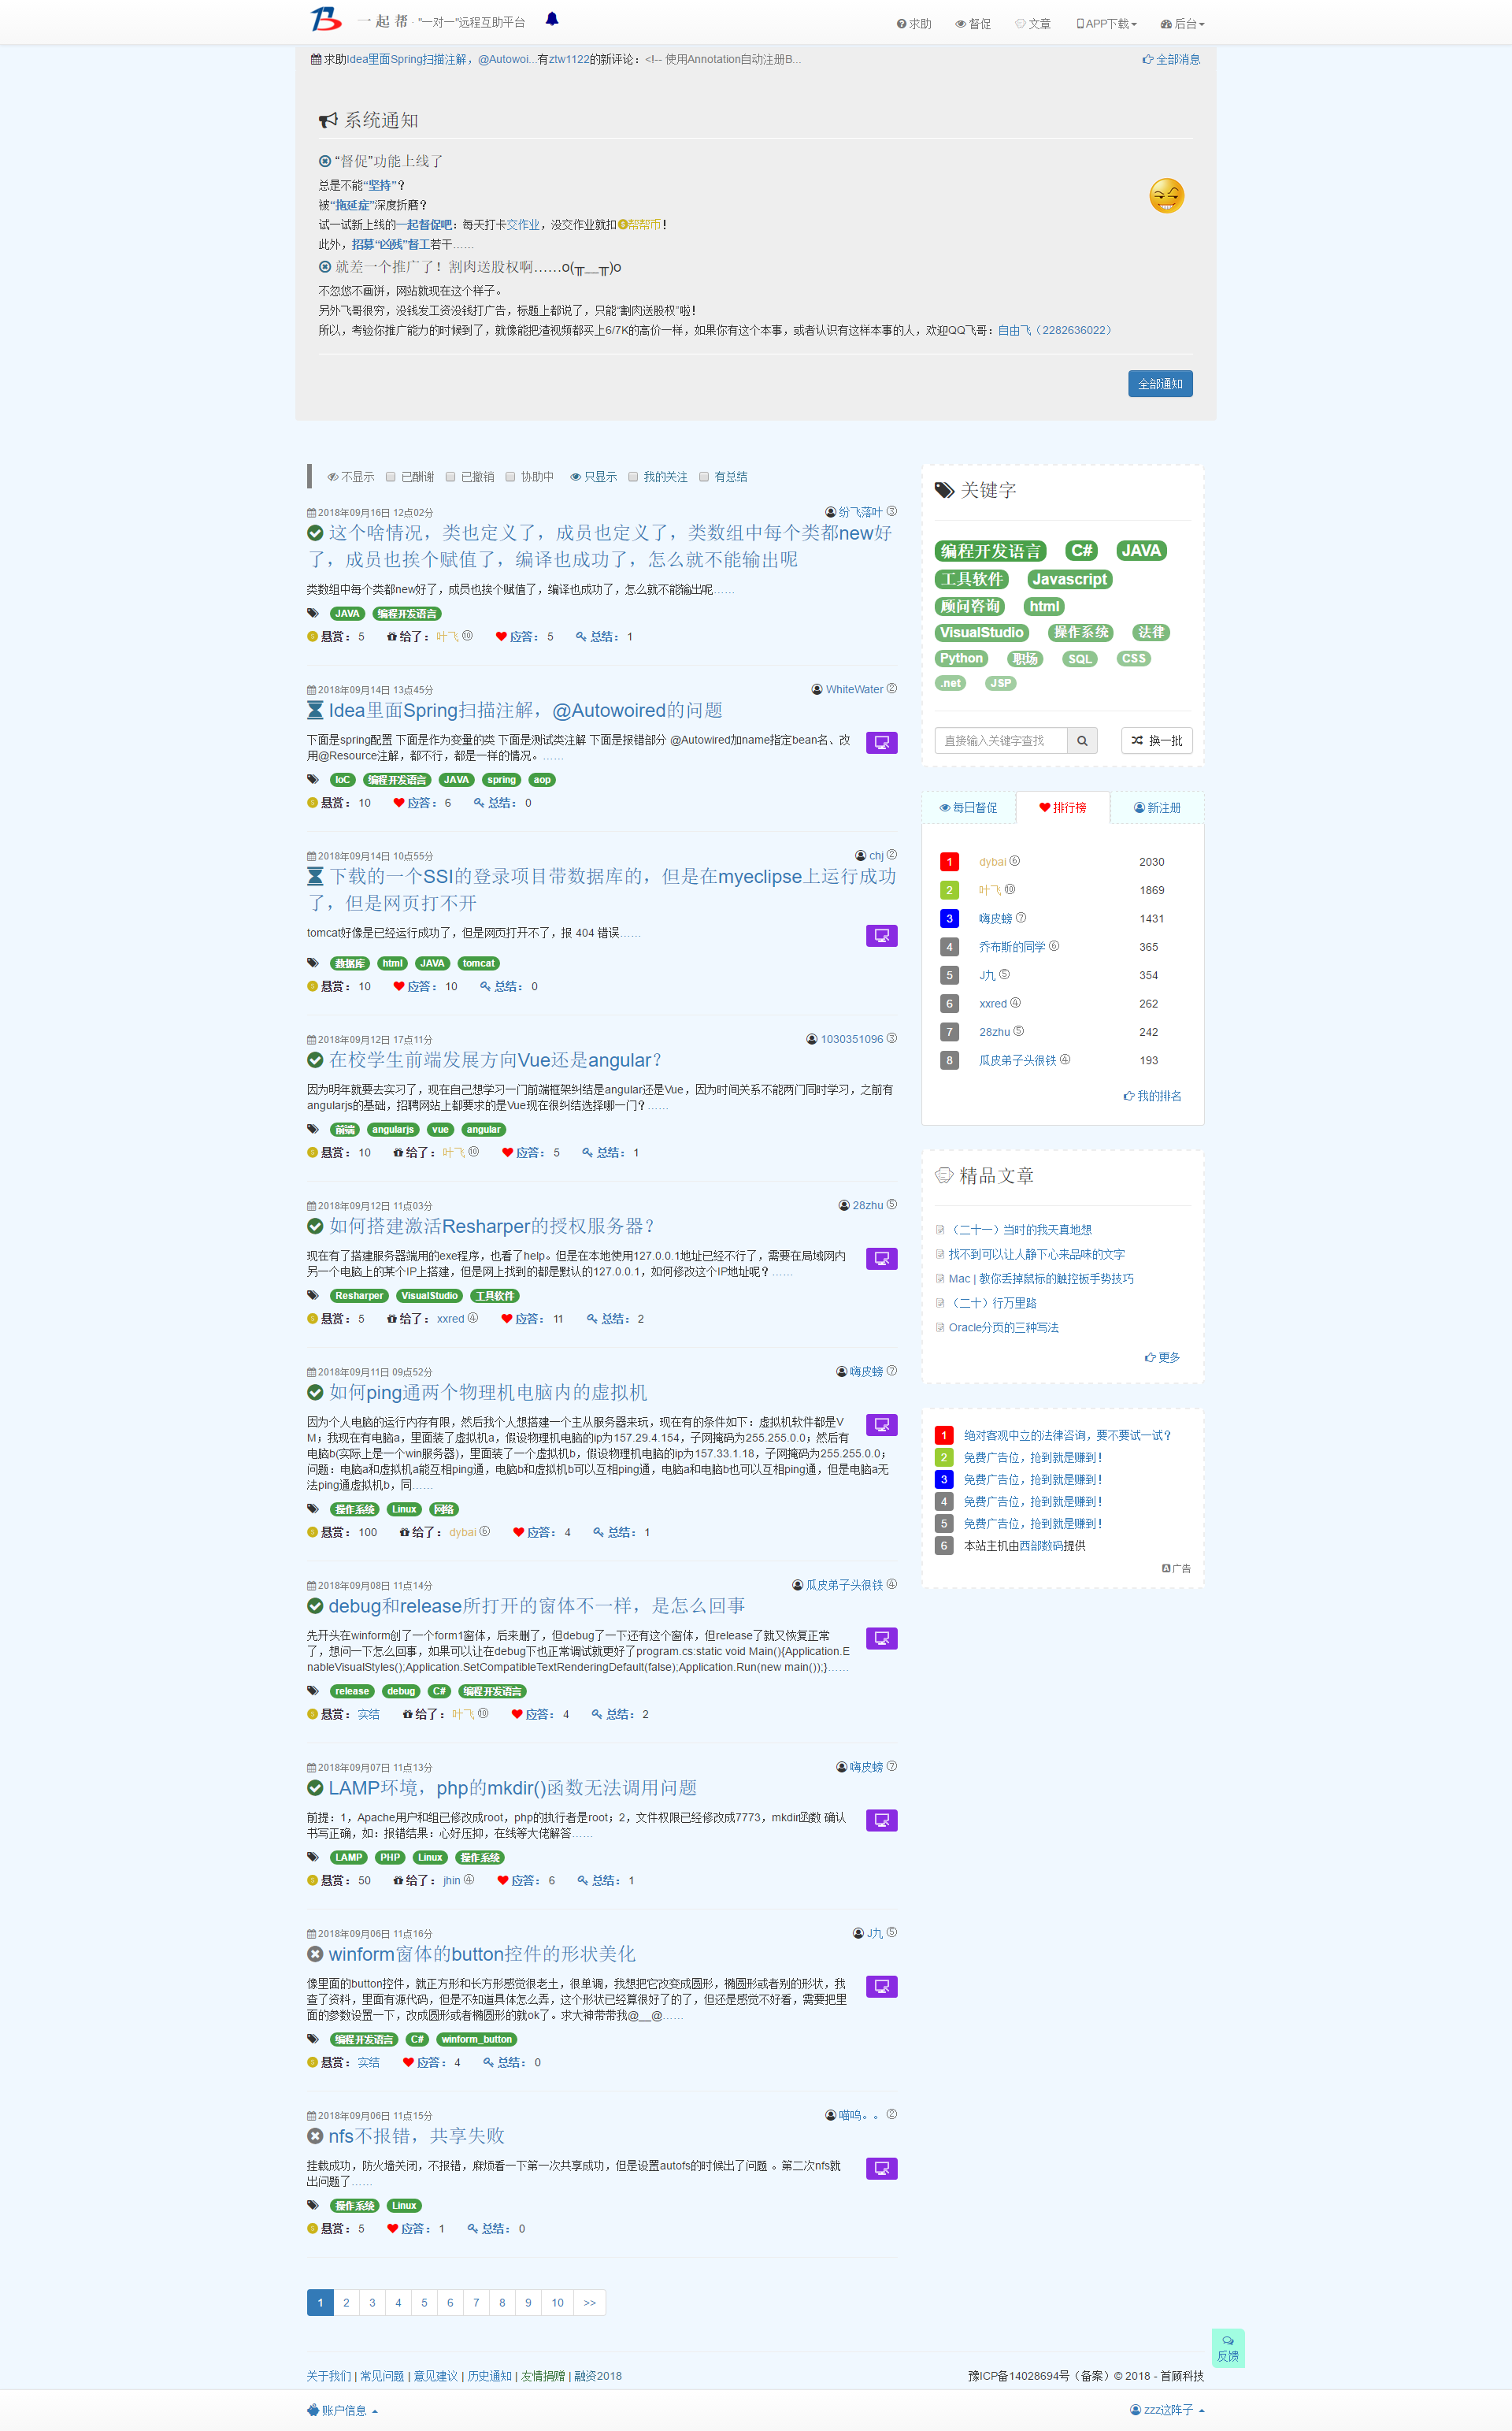 一起帮 · "一对一"远程互助平台
求助 督促 文章 APP下载 后台
求助Idea里面Spring扫描注解，@Autowoi...有ztw1122的新评论：<!-- 使用Annotation自动注册B...
全部消息
系统通知
“督促”功能上线了
总是不能“坚持”？
被“拖延症”深度折磨？
试一试新上线的一起督促吧：每天打卡交作业，没交作业就扣帮帮币！
此外，招募“凶残”督工若干……
就差一个推广了！割肉送股权啊……o(╥﹏╥)o
不忽悠不画饼，网站就现在这个样子。
另外飞哥很穷，没钱发工资没钱打广告，标题上都说了，只能“割肉送股权”啦！
所以，考验你推广能力的时候到了，就像能把渣视频都买上6/7K的高价一样，如果你有这个本事，或者认识有这样本事的人，欢迎QQ飞哥：自由飞（2282636022）
全部通知
不显示 已酬谢 已撤销 协助中 只显示 我的关注 有总结
2018年09月16日 12点02分 纷飞落叶 ③
这个啥情况，类也定义了，成员也定义了，类数组中每个类都new好
了，成员也挨个赋值了，编译也成功了，怎么就不能输出呢
类数组中每个类都new好了，成员也挨个赋值了，编译也成功了，怎么就不能输出呢……
JAVA 编程开发语言
悬赏： 5 给了： 叶飞 ⑩ 应答： 5 总结： 1
2018年09月14日 13点45分 WhiteWater ②
Idea里面Spring扫描注解，@Autowoired的问题
下面是spring配置 下面是作为变量的类 下面是测试类注解 下面是报错部分 @Autowired加name指定bean名、改
用@Resource注解，都不行，都是一样的情况。……
IoC 编程开发语言 JAVA spring aop
悬赏： 10 应答： 6 总结： 0
2018年09月14日 10点55分 chj ②
下载的一个SSI的登录项目带数据库的，但是在myeclipse上运行成功
了，但是网页打不开
tomcat好像是已经运行成功了，但是网页打开不了，报 404 错误……
数据库 html JAVA tomcat
悬赏： 10 应答： 10 总结： 0
2018年09月12日 17点11分 1030351096 ③
在校学生前端发展方向Vue还是angular？
因为明年就要去实习了，现在自己想学习一门前端框架纠结是angular还是Vue，因为时间关系不能两门同时学习，之前有
angularjs的基础，招聘网站上都要求的是Vue现在很纠结选择哪一门？……
前端 angularjs vue angular
悬赏： 10 给了： 叶飞 ⑩ 应答： 5 总结： 1
2018年09月12日 11点03分 28zhu ⑤
如何搭建激活Resharper的授权服务器？
现在有了搭建服务器端用的exe程序，也看了help。但是在本地使用127.0.0.1地址已经不行了，需要在局域网内
另一个电脑上的某个IP上搭建，但是网上找到的都是默认的127.0.0.1，如何修改这个IP地址呢？……
Resharper VisualStudio 工具软件
悬赏： 5 给了： xxred ④ 应答： 11 总结： 2
2018年09月11日 09点52分 嗨皮螃 ⑦
如何ping通两个物理机电脑内的虚拟机
因为个人电脑的运行内存有限，然后我个人想搭建一个主从服务器来玩，现在有的条件如下：虚拟机软件都是V
M；我现在有电脑a，里面装了虚拟机a，假设物理机电脑的ip为157.29.4.154，子网掩码为255.255.0.0；然后有
电脑b(实际上是一个win服务器)，里面装了一个虚拟机b，假设物理机电脑的ip为157.33.1.18，子网掩码为255.255.0.0；
问题：电脑a和虚拟机a能互相ping通，电脑b和虚拟机b可以互相ping通，电脑a和电脑b也可以互相ping通，但是电脑a无
法ping通虚拟机b，同……
操作系统 Linux 网络
悬赏： 100 给了： dybai ⑥ 应答： 4 总结： 1
2018年09月08日 11点14分 瓜皮弟子头很铁 ④
debug和release所打开的窗体不一样，是怎么回事
先开头在winform创了一个form1窗体，后来删了，但debug了一下还有这个窗体，但release了就又恢复正常
了，想问一下怎么回事，如果可以让在debug下也正常调试就更好了program.cs:static void Main(){Application.E
nableVisualStyles();Application.SetCompatibleTextRenderingDefault(false);Application.Run(new main());}……
release debug C# 编程开发语言
悬赏： 实结 给了： 叶飞 ⑩ 应答： 4 总结： 2
2018年09月07日 11点13分 嗨皮螃 ⑦
LAMP环境，php的mkdir()函数无法调用问题
前提：1，Apache用户和组已修改成root，php的执行者是root；2，文件权限已经修改成7773，mkdir函数 确认
书写正确，如：报错结果：心好压抑，在线等大佬解答……
LAMP PHP Linux 操作系统
悬赏： 50 给了： jhin ④ 应答： 6 总结： 1
2018年09月06日 11点16分 J九 ⑤
winform窗体的button控件的形状美化
像里面的button控件，就正方形和长方形感觉很老土，很单调，我想把它改变成圆形，椭圆形或者别的形状，我
查了资料，里面有源代码，但是不知道具体怎么弄，这个形状已经算很好了的了，但还是感觉不好看，需要把里
面的参数设置一下，改成圆形或者椭圆形的就ok了。求大神带带我@__@……
编程开发语言 C# winform_button
悬赏： 实结 应答： 4 总结： 0
2018年09月06日 11点15分 喵呜。。 ②
nfs不报错，共享失败
挂载成功，防火墙关闭，不报错，麻烦看一下第一次共享成功，但是设置autofs的时候出了问题 。第二次nfs就
出问题了……
操作系统 Linux
悬赏： 5 应答： 1 总结： 0
1 2 3 4 5 6 7 8 9 10 >>
关键字
编程开发语言 C# JAVA
工具软件 Javascript
顾问咨询 html
VisualStudio 操作系统 法律
Python 职场 SQL CSS
.net JSP
直接输入关键字查找 换一批
每日督促 排行榜 新注册
1 dybai ⑥ 2030
2 叶飞 ⑩ 1869
3 嗨皮螃 ⑦ 1431
4 乔布斯的同学 ⑥ 365
5 J九 ⑤ 354
6 xxred ④ 262
7 28zhu ⑤ 242
8 瓜皮弟子头很铁 ④ 193
我的排名
精品文章
（二十一）当时的我天真地想
找不到可以让人静下心来品味的文字
Mac | 教你丢掉鼠标的触控板手势技巧
（二十）行万里路
Oracle分页的三种写法
更多
1 绝对客观中立的法律咨询，要不要试一试？
2 免费广告位，抢到就是赚到！
3 免费广告位，抢到就是赚到！
4 免费广告位，抢到就是赚到！
5 免费广告位，抢到就是赚到！
6 本站主机由西部数码提供
广告
反馈
关于我们 | 常见问题 | 意见建议 | 历史通知 | 友情捐赠 | 融资2018
豫ICP备14028694号（备案）© 2018 - 首顾科技
账户信息
zzz这阵子